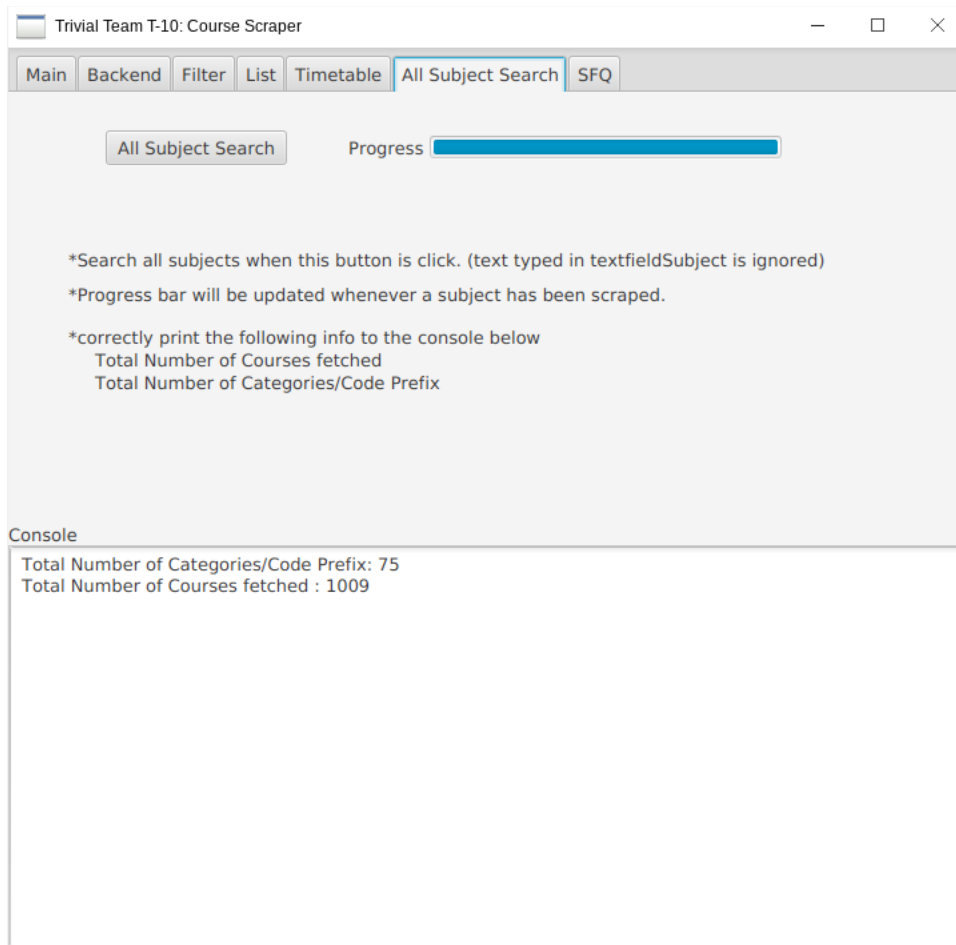 Trivial Team T-10: Course Scraper
Main Backend Filter List Timetable All Subject Search SFQ
All Subject Search Progress
*Search all subjects when this button is click. (text typed in textfieldSubject is ignored)
*Progress bar will be updated whenever a subject has been scraped.
*correctly print the following info to the console below
Total Number of Courses fetched
Total Number of Categories/Code Prefix
Console
Total Number of Categories/Code Prefix: 75
Total Number of Courses fetched : 1009